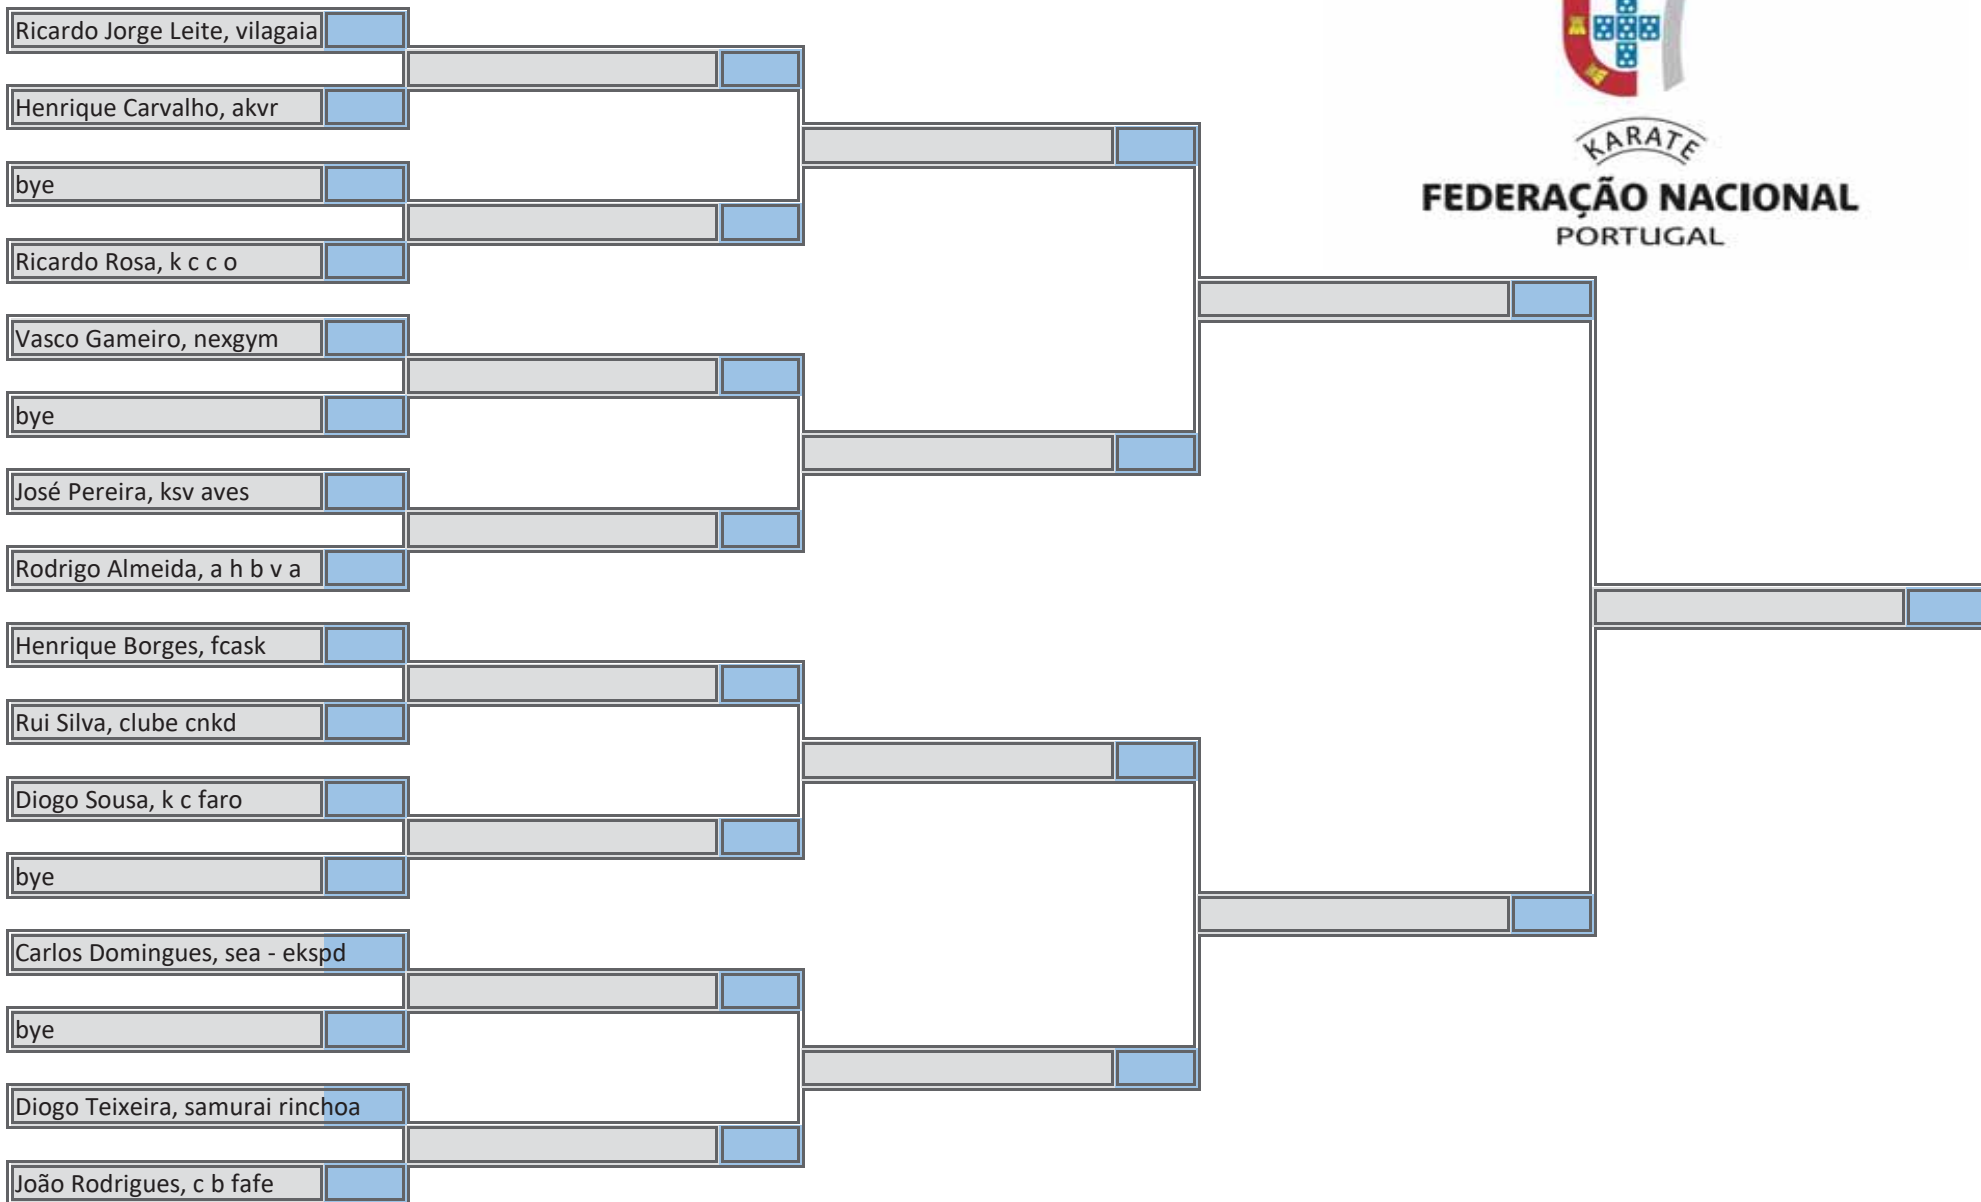 Ricardo Jorge Leite, vilagaia
Henrique Carvalho, akvr
bye
Ricardo Rosa, k c c o
Vasco Gameiro, nexgym
bye
José Pereira, ksv aves
Rodrigo Almeida, a h b v a
Henrique Borges, fcask
Rui Silva, clube cnkd
Diogo Sousa, k c faro
bye
Carlos Domingues, sea - ekspd
bye
Diogo Teixeira, samurai rinchoa
João Rodrigues, c b fafe
KARATE
FEDERAÇÃO NACIONAL
PORTUGAL